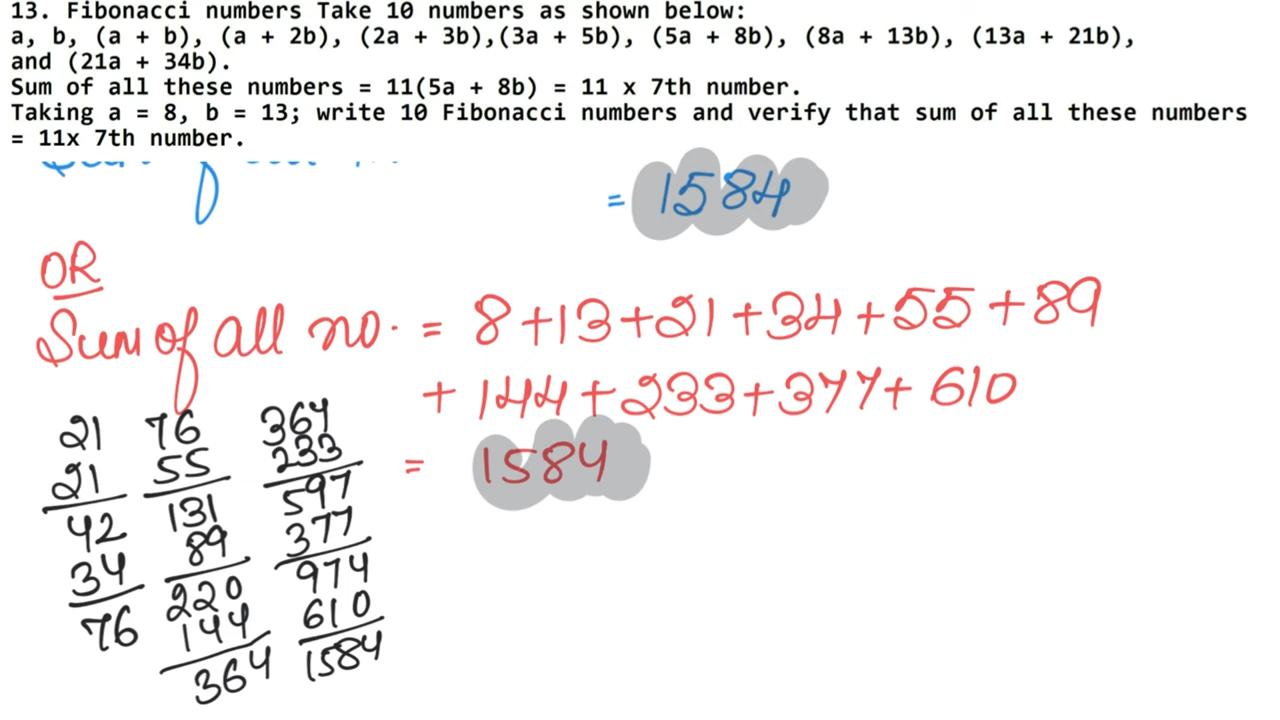 13. Fibonacci numbers Take 10 numbers as shown below:
a, b, (a + b), (a + 2b), (2a + 3b),(3a + 5b), (5a + 8b), (8a + 13b), (13a + 21b),
and (21a + 34b).
Sum of all these numbers = 11(5a + 8b) = 11 x 7th number.
Taking a = 8, b = 13; write 10 Fibonacci numbers and verify that sum of all these numbers
= 11x 7th number.
= 1584
OR
Sum of all no. = 8+13+21+34+55+89
+ 144+233+377+610
= 1584
21
21
42
34
76
76
55
131
89
220
144
364
364
233
597
377
974
610
1584